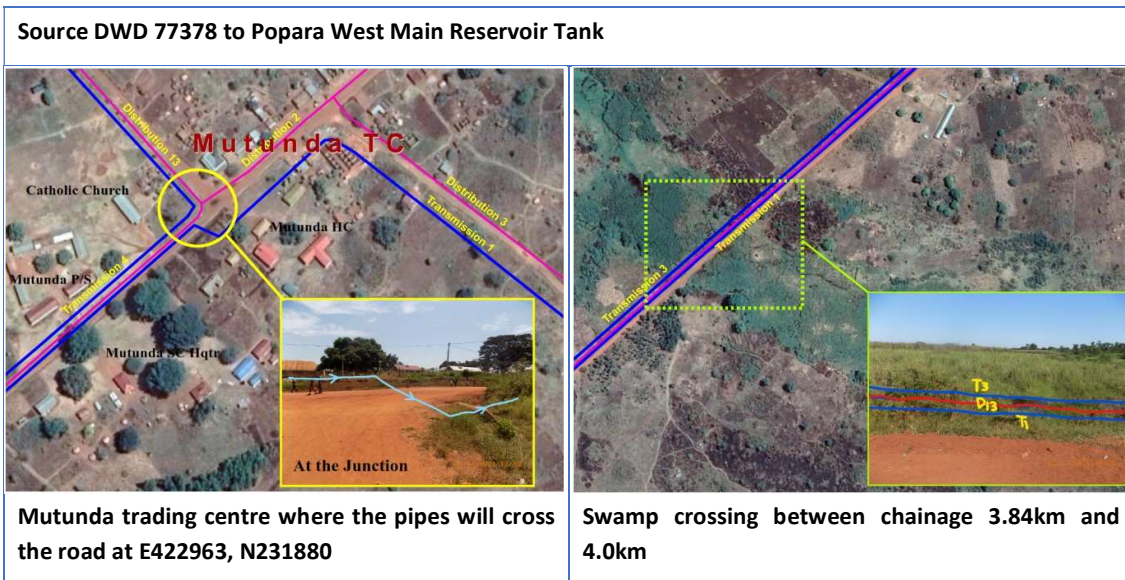 Source DWD 77378 to Popara West Main Reservoir Tank
Distribution 13
Distribution 2
Mutunda TC
Distribution 3
Catholic Church
Transmission 1
Mutunda HC
Mutunda P/S
Mutunda SC Hqtr
At the Junction
Transmission 1
Transmission 3
T3
D13
T1
Mutunda trading centre where the pipes will cross
the road at E422963, N231880
Swamp crossing between chainage 3.84km and
4.0km